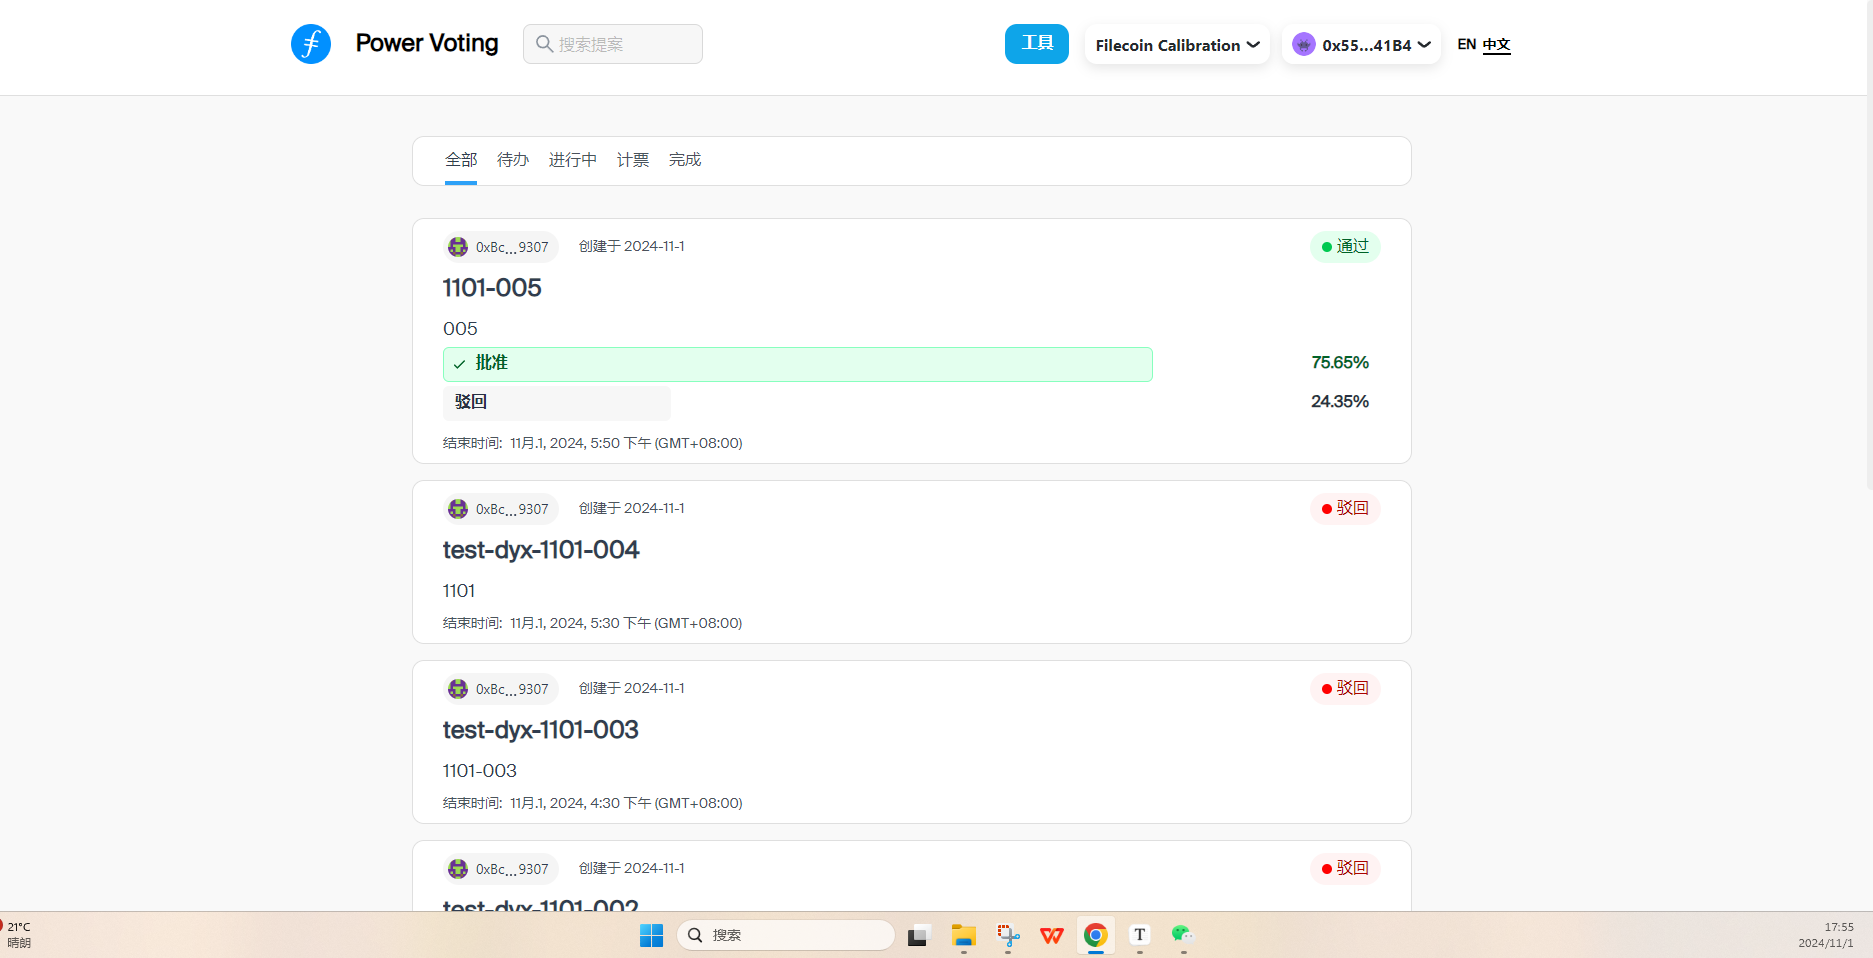 Power Voting
搜索提案
工具
Filecoin Calibration
0x55...41B4
EN 中文
全部 待办 进行中 计票 完成
0xBc...9307 创建于 2024-11-1 通过
1101-005
005
批准 75.65%
驳回 24.35%
结束时间: 11月.1, 2024, 5:50 下午 (GMT+08:00)
0xBc...9307 创建于 2024-11-1 驳回
test-dyx-1101-004
1101
结束时间: 11月.1, 2024, 5:30 下午 (GMT+08:00)
0xBc...9307 创建于 2024-11-1 驳回
test-dyx-1101-003
1101-003
结束时间: 11月.1, 2024, 4:30 下午 (GMT+08:00)
0xBc...9307 创建于 2024-11-1 驳回
test-dyx-1101-002
21°C
晴朗
搜索
T
17:55
2024/11/1